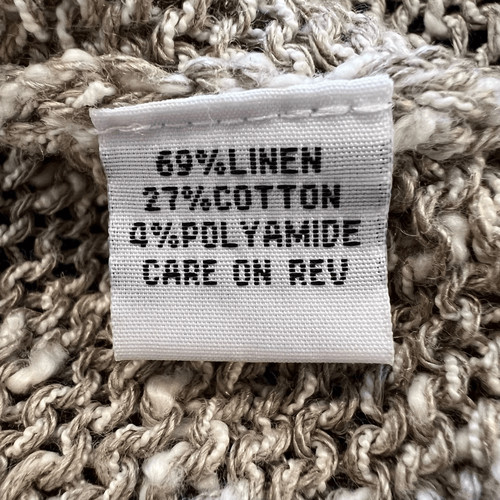 69%LINEN
27%COTTON
4%POLYAMIDE
CARE ON REV